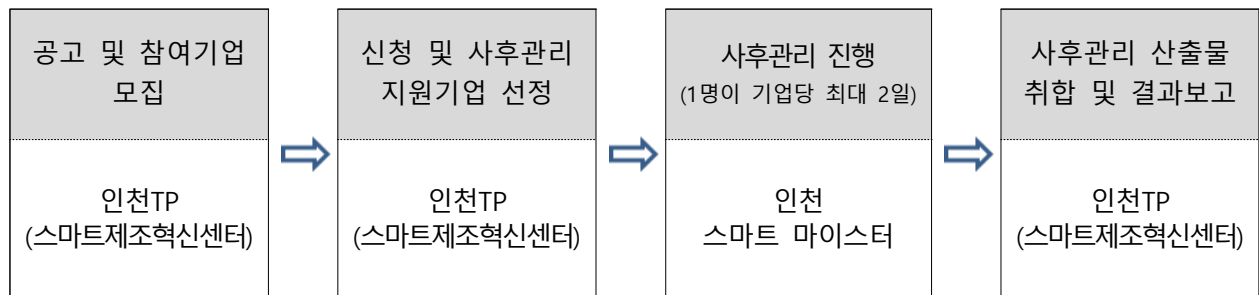 공고 및 참여기업
모집
인천TP
(스마트제조혁신센터)
신청 및 사후관리
지원기업 선정
인천TP
(스마트제조혁신센터)
사후관리 진행
(1명이 기업당 최대 2일)
인천
스마트 마이스터
사후관리 산출물
취합 및 결과보고
인천TP
(스마트제조혁신센터)